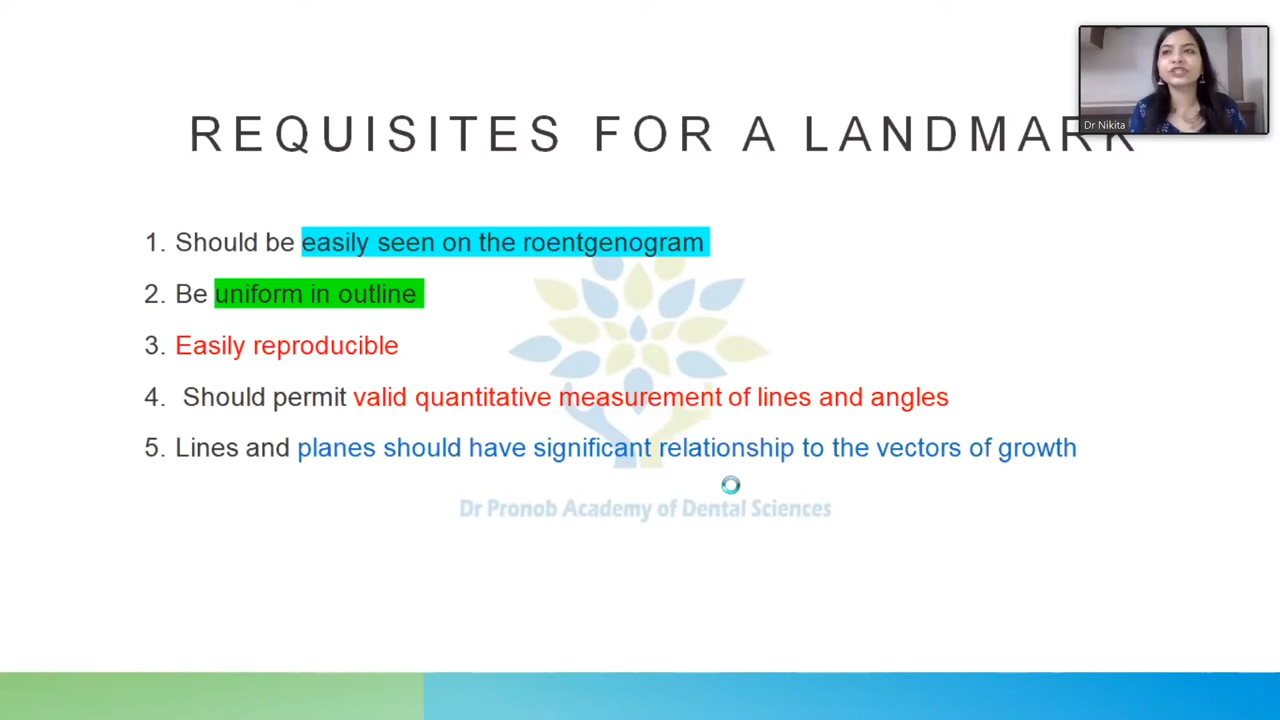 REQUISITES FOR A LANDMARK
Dr Nikita
1. Should be easily seen on the roentgenogram
2. Be uniform in outline
3. Easily reproducible
4. Should permit valid quantitative measurement of lines and angles
5. Lines and planes should have significant relationship to the vectors of growth
Dr Pronob Academy of Dental Sciences